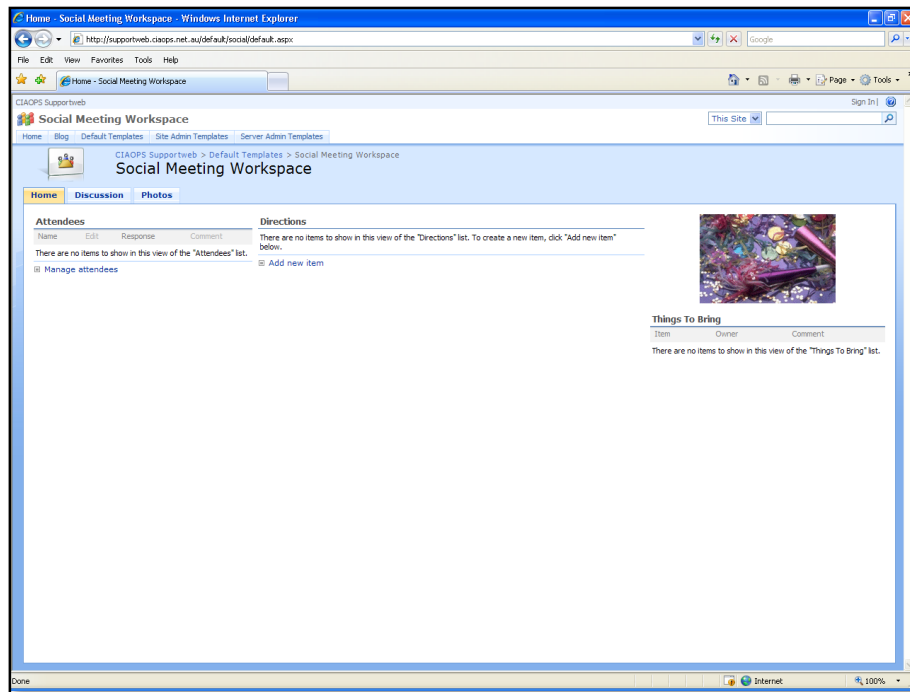 Home - Social Meeting Workspace - Windows Internet Explorer
http://supportweb.ciaops.net.au/default/social/default.aspx
Google
File Edit View Favorites Tools Help
Home - Social Meeting Workspace
Page Tools
CIAOPS Supportweb
Sign In |
Social Meeting Workspace
This Site
Home Blog Default Templates Site Admin Templates Server Admin Templates
CIAOPS Supportweb > Default Templates > Social Meeting Workspace
Social Meeting Workspace
Home Discussion Photos
Attendees
Name Edit Response Comment
There are no items to show in this view of the "Attendees" list.
Manage attendees
Directions
There are no items to show in this view of the "Directions" list. To create a new item, click "Add new item"
below.
Add new item
Things To Bring
Item Owner Comment
There are no items to show in this view of the "Things To Bring" list.
Done
Internet
100%